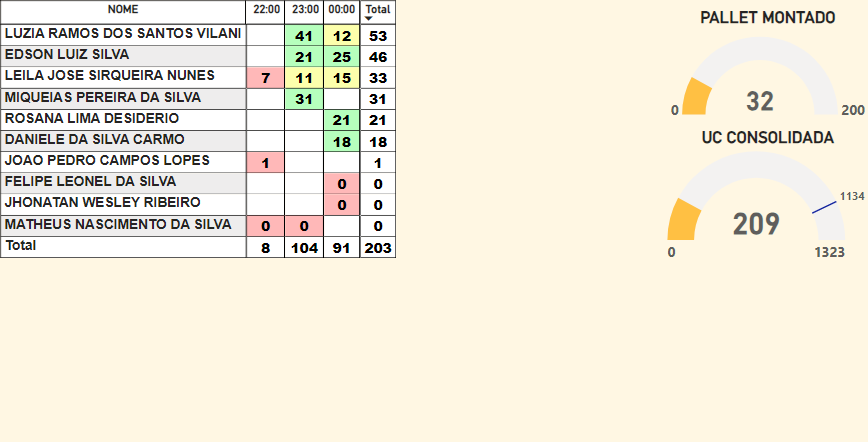 NOME 22:00 23:00 00:00 Total
LUZIA RAMOS DOS SANTOS VILANI 41 12 53
EDSON LUIZ SILVA 21 25 46
LEILA JOSE SIRQUEIRA NUNES 7 11 15 33
MIQUEIAS PEREIRA DA SILVA 31 31
ROSANA LIMA DESIDERIO 21 21
DANIELE DA SILVA CARMO 18 18
JOAO PEDRO CAMPOS LOPES 1 1
FELIPE LEONEL DA SILVA 0 0
JHONATAN WESLEY RIBEIRO 0 0
MATHEUS NASCIMENTO DA SILVA 0 0 0
Total 8 104 91 203
PALLET MONTADO
0 32 200
UC CONSOLIDADA
1134
209
0 1323